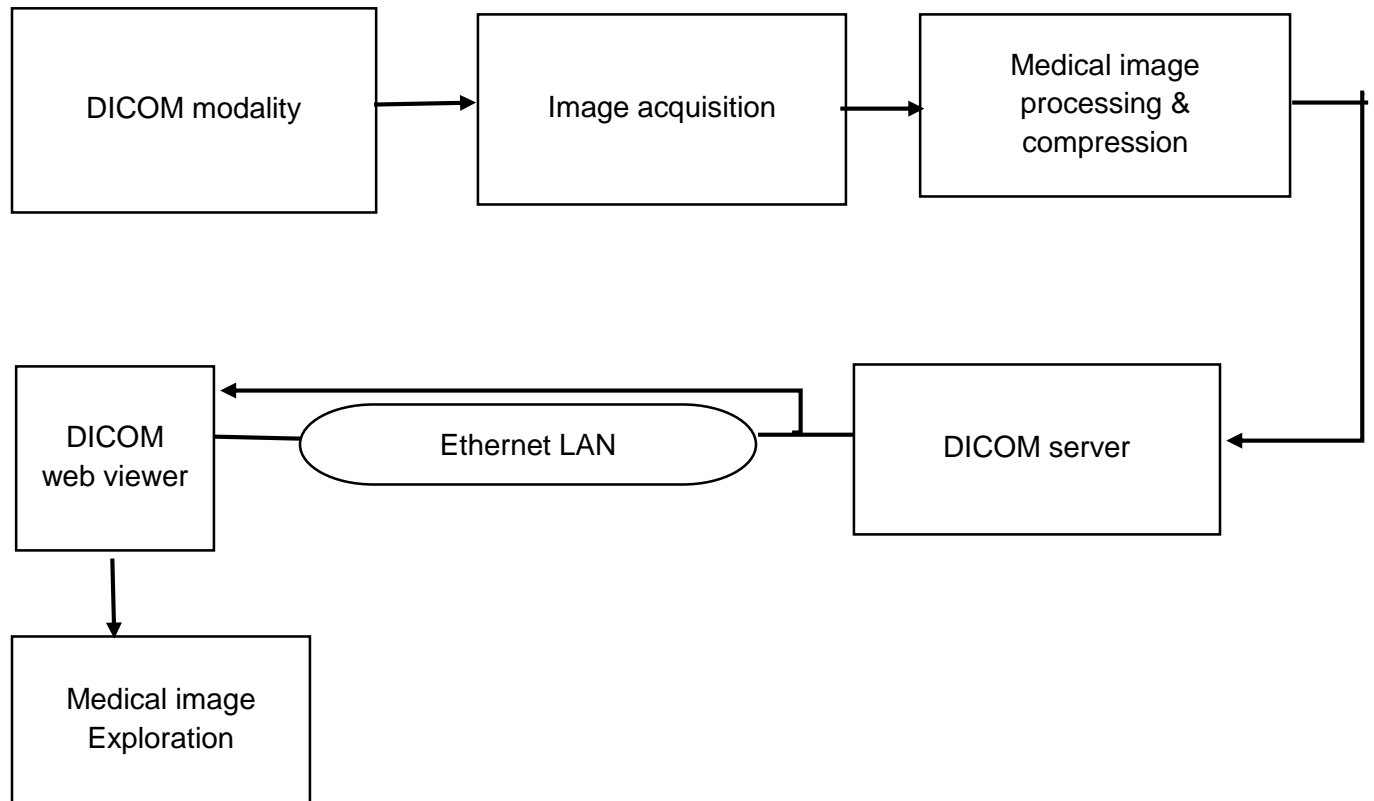 DICOM modality
Image acquisition
Medical image
processing &
compression
DICOM
web viewer
Ethernet LAN
DICOM server
Medical image
Exploration